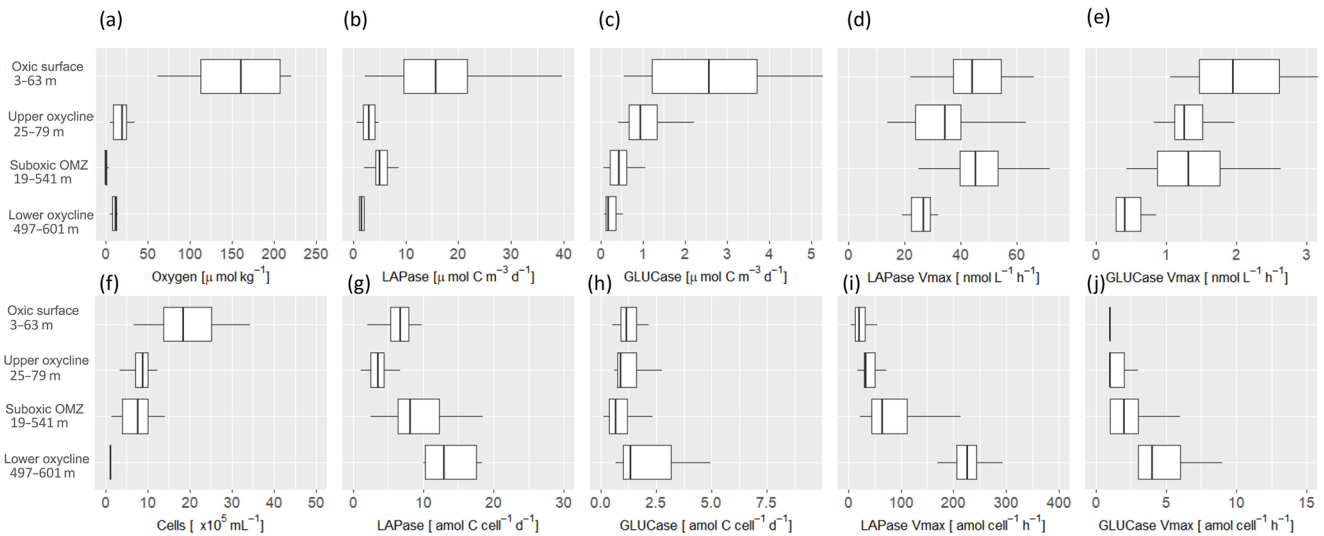 (a) (b) (c) (d) (e)
Oxic surface
3–63 m
Upper oxycline
25–79 m
Suboxic OMZ
19–541 m
Lower oxycline
497–601 m
0 50 100 150 200 250 0 10 20 30 40 0 1 2 3 4 5 0 20 40 60 0 1 2 3
Oxygen [μ mol kg⁻¹] LAPase [μ mol C m⁻³ d⁻¹] GLUCase [μ mol C m⁻³ d⁻¹] LAPase Vmax [ nmol L⁻¹ h⁻¹] GLUCase Vmax [ nmol L⁻¹ h⁻¹]
(f) (g) (h) (i) (j)
Oxic surface
3–63 m
Upper oxycline
25–79 m
Suboxic OMZ
19–541 m
Lower oxycline
497–601 m
0 10 20 30 40 50 0 10 20 30 0.0 2.5 5.0 7.5 0 100 200 300 400 0 5 10 15
Cells [ x10⁵ mL⁻¹] LAPase [ amol C cell⁻¹ d⁻¹] GLUCase [ amol C cell⁻¹ d⁻¹] LAPase Vmax [ amol cell⁻¹ h⁻¹] GLUCase Vmax [ amol cell⁻¹ h⁻¹]